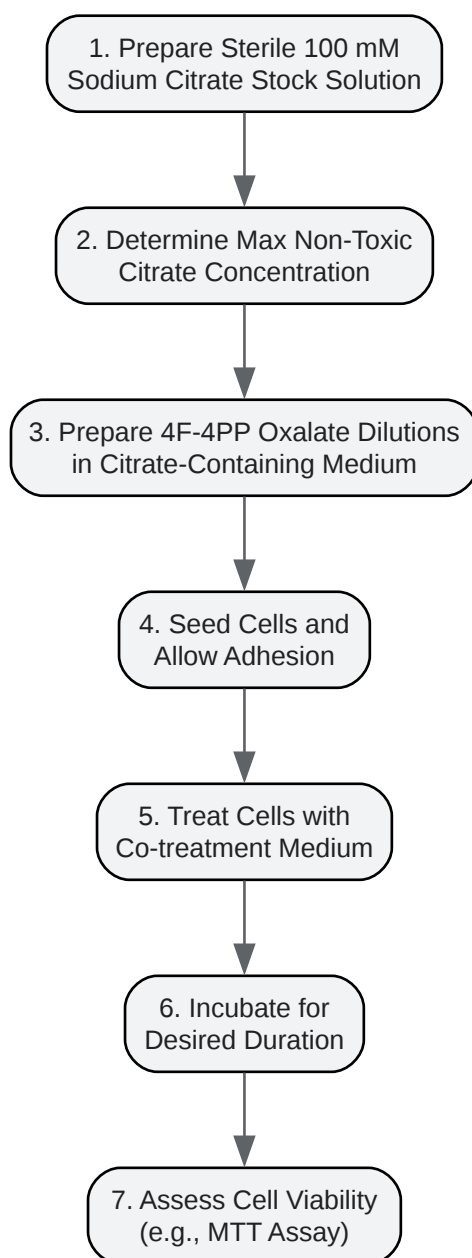 1. Prepare Sterile 100 mM
Sodium Citrate Stock Solution
2. Determine Max Non-Toxic
Citrate Concentration
3. Prepare 4F-4PP Oxalate Dilutions
in Citrate-Containing Medium
4. Seed Cells and
Allow Adhesion
5. Treat Cells with
Co-treatment Medium
6. Incubate for
Desired Duration
7. Assess Cell Viability
(e.g., MTT Assay)